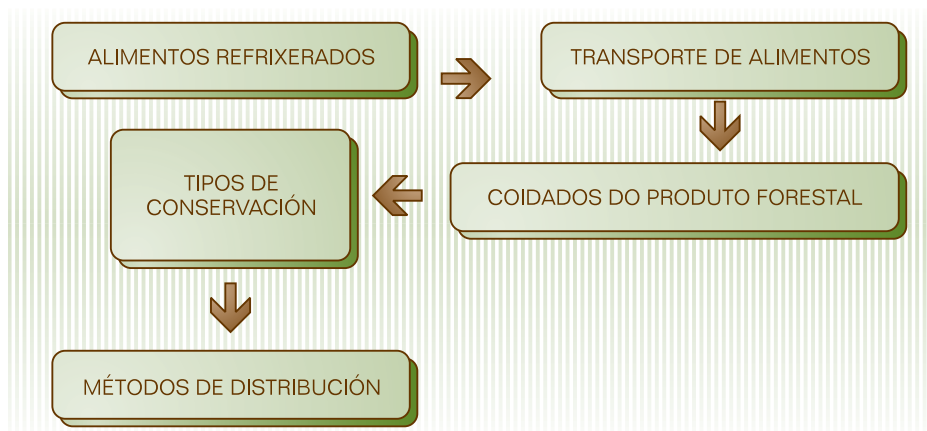 ALIMENTOS REFRIXERADOS
TRANSPORTE DE ALIMENTOS
COIDADOS DO PRODUTO FORESTAL
TIPOS DE
CONSERVACIÓN
MÉTODOS DE DISTRIBUCIÓN